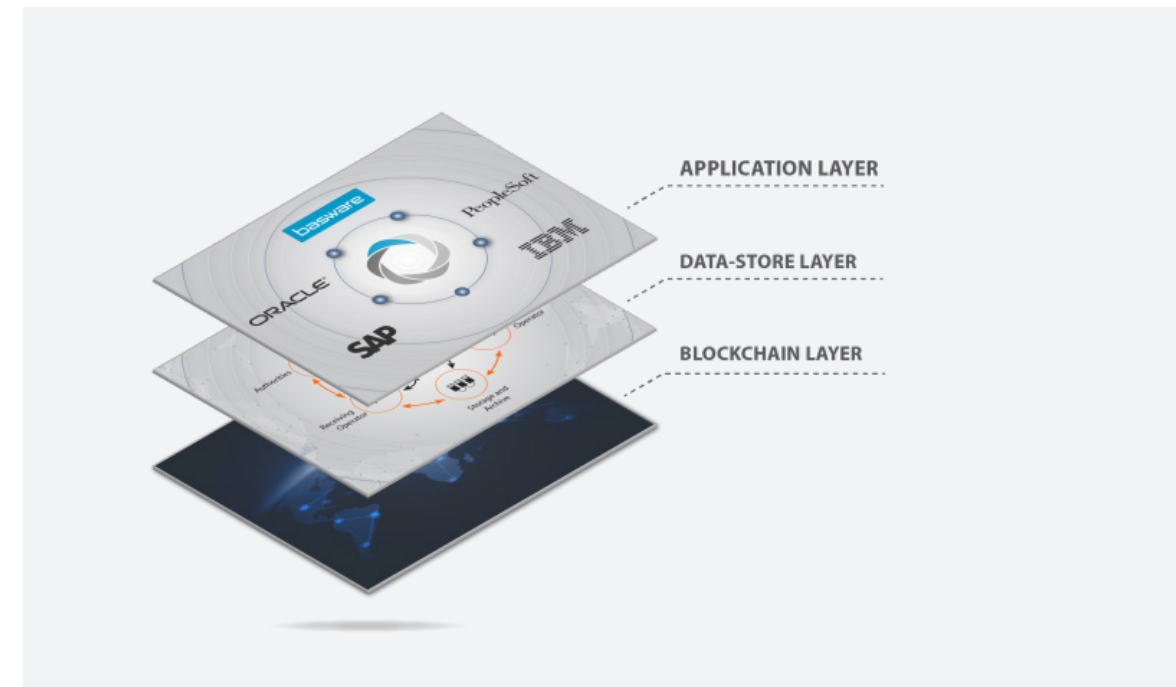 APPLICATION LAYER
basware
PeopleSoft
IBM
ORACLE
SAP
DATA-STORE LAYER
Operator
Authorities
Storage and
Archive
Receiving
Operator
BLOCKCHAIN LAYER